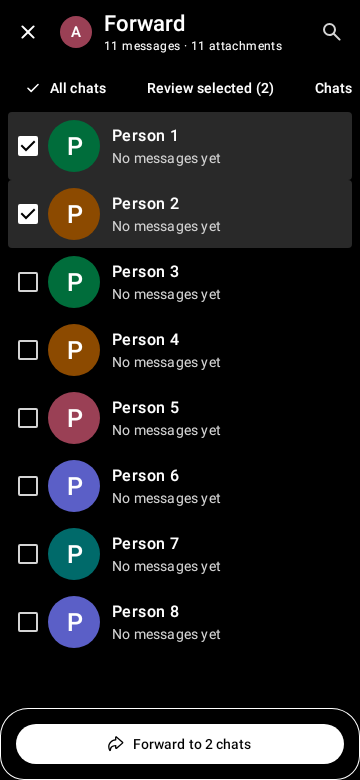 A
Forward
11 messages · 11 attachments
All chats
Review selected (2)
Chats
P
Person 1
No messages yet
P
Person 2
No messages yet
P
Person 3
No messages yet
P
Person 4
No messages yet
P
Person 5
No messages yet
P
Person 6
No messages yet
P
Person 7
No messages yet
P
Person 8
No messages yet
Forward to 2 chats